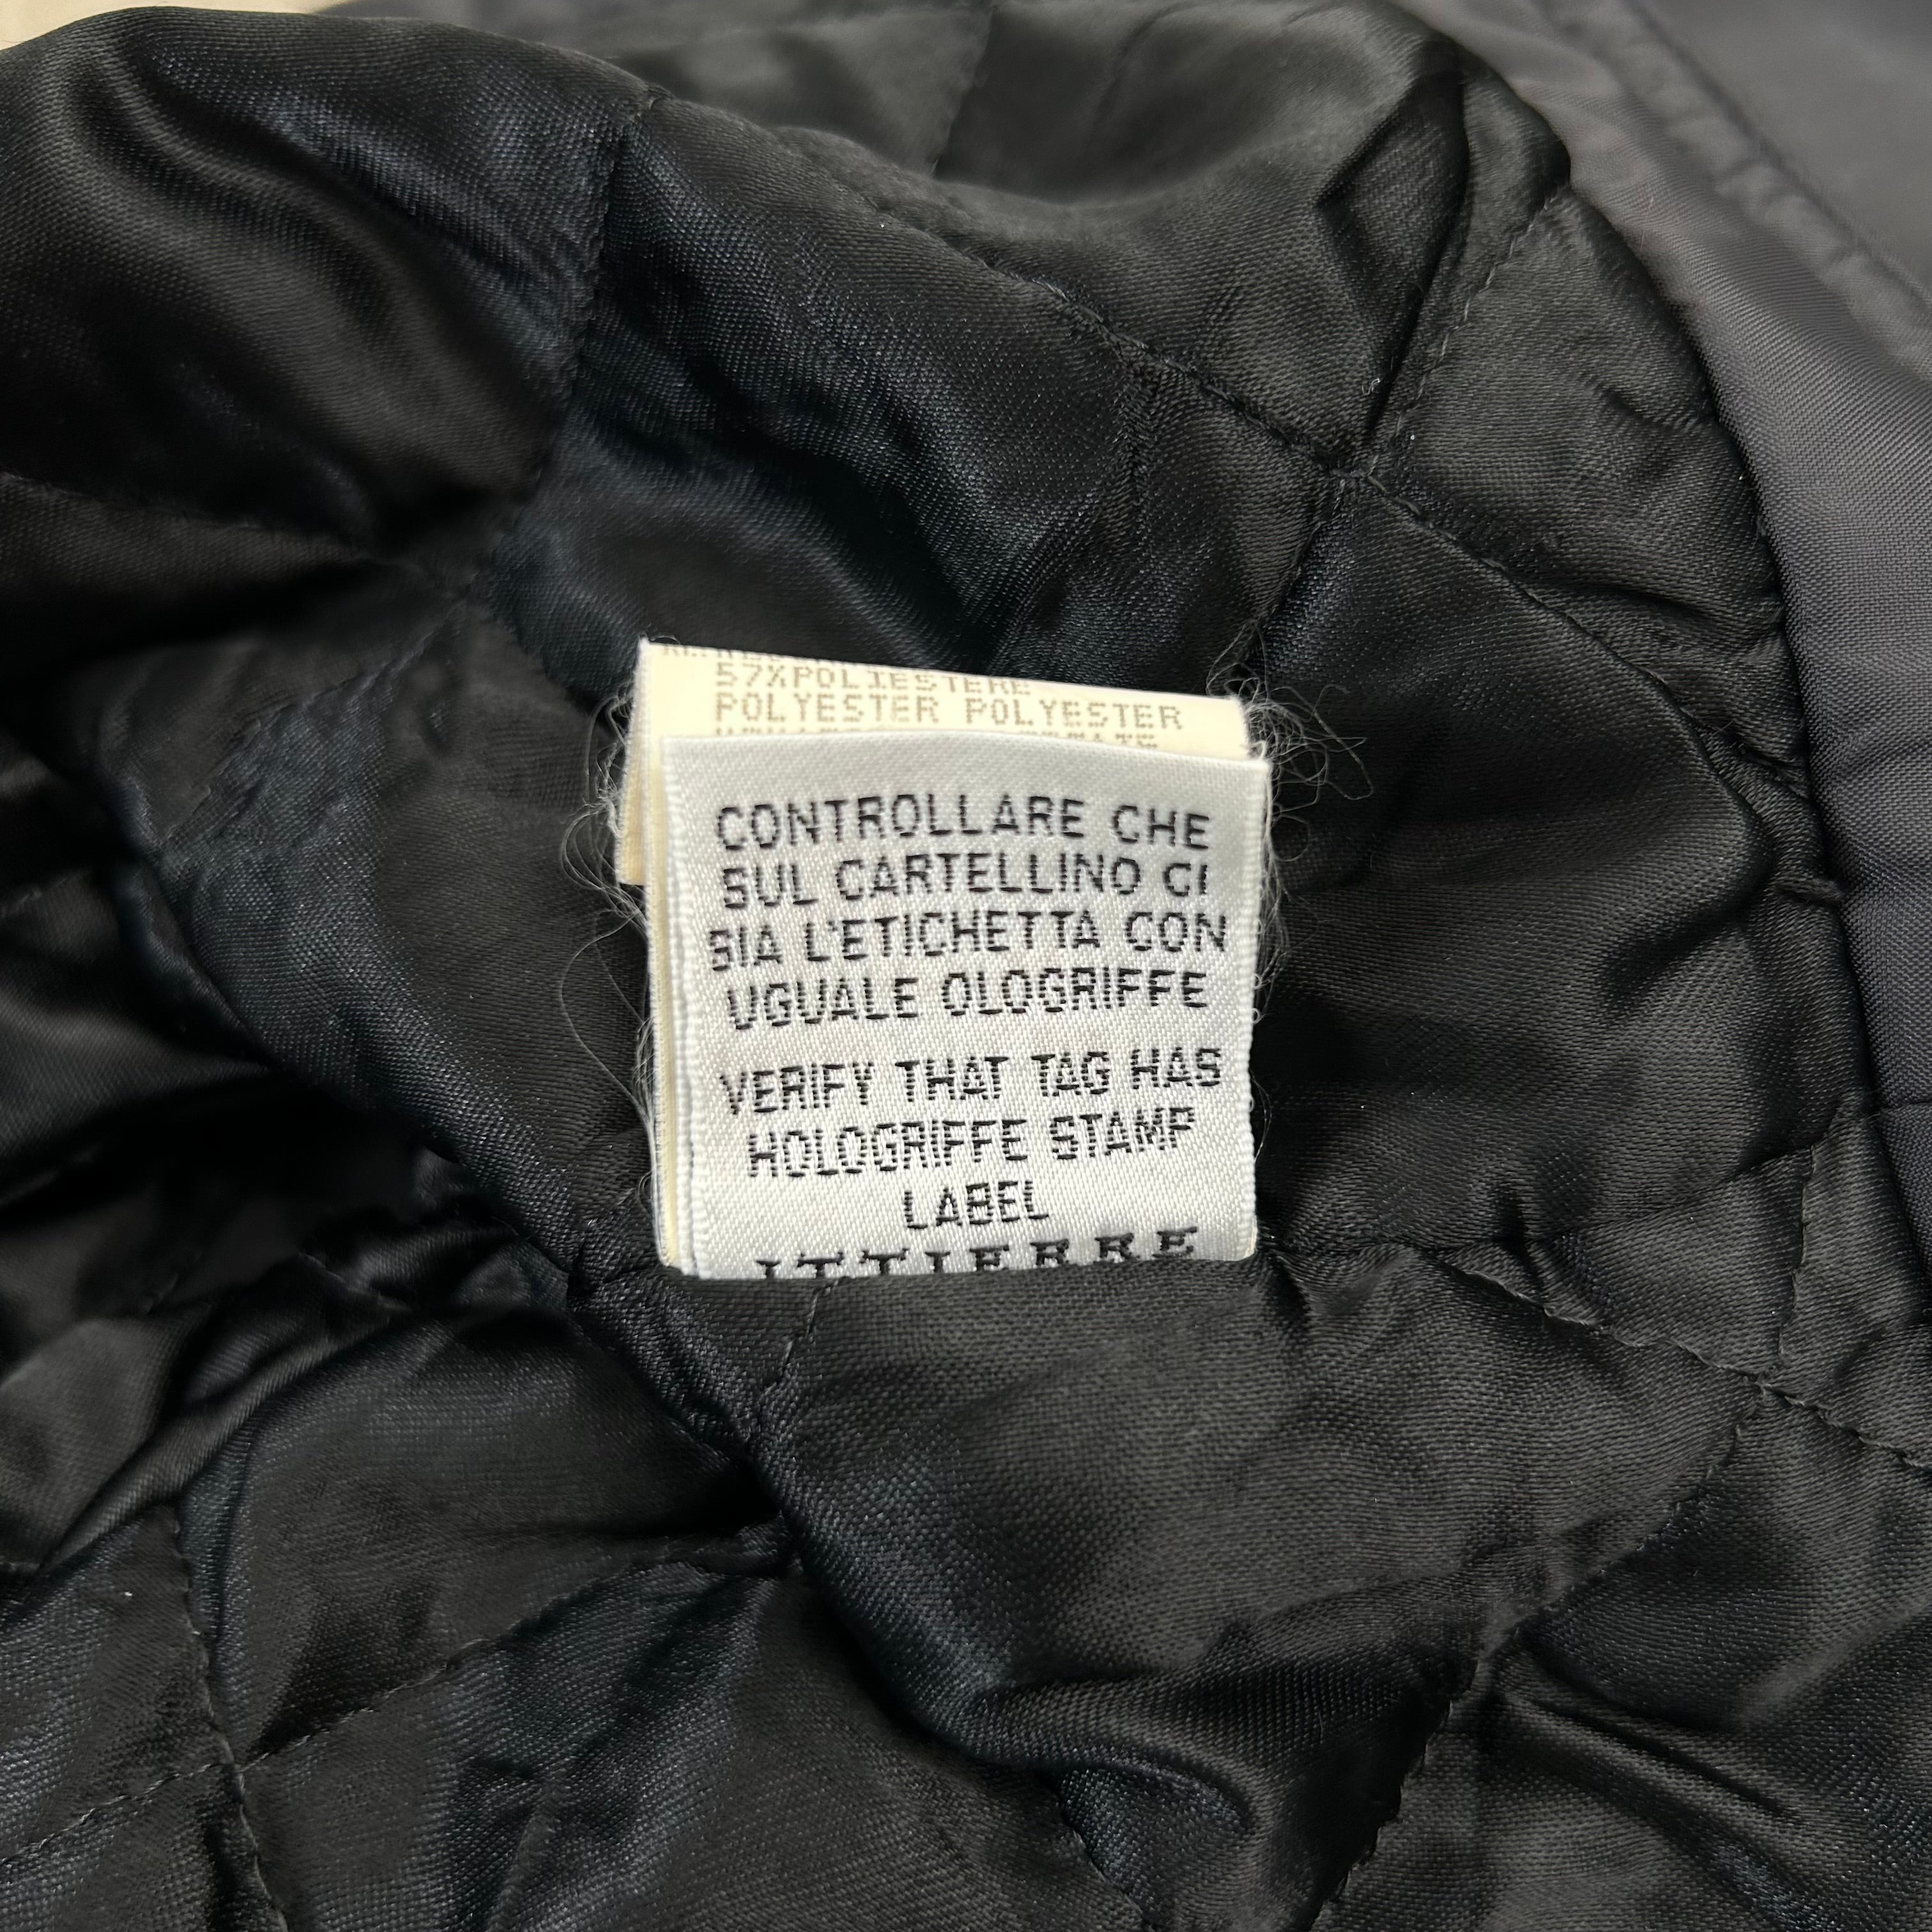 57%POLIESTERE
POLYESTER POLYESTER
CONTROLLARE CHE
SUL CARTELLINO CI
SIA L'ETICHETTA CON
UGUALE OLOGRIFFE
VERIFY THAT TAG HAS
HOLOGRIFFE STAMP
LABEL
ITTIERRE